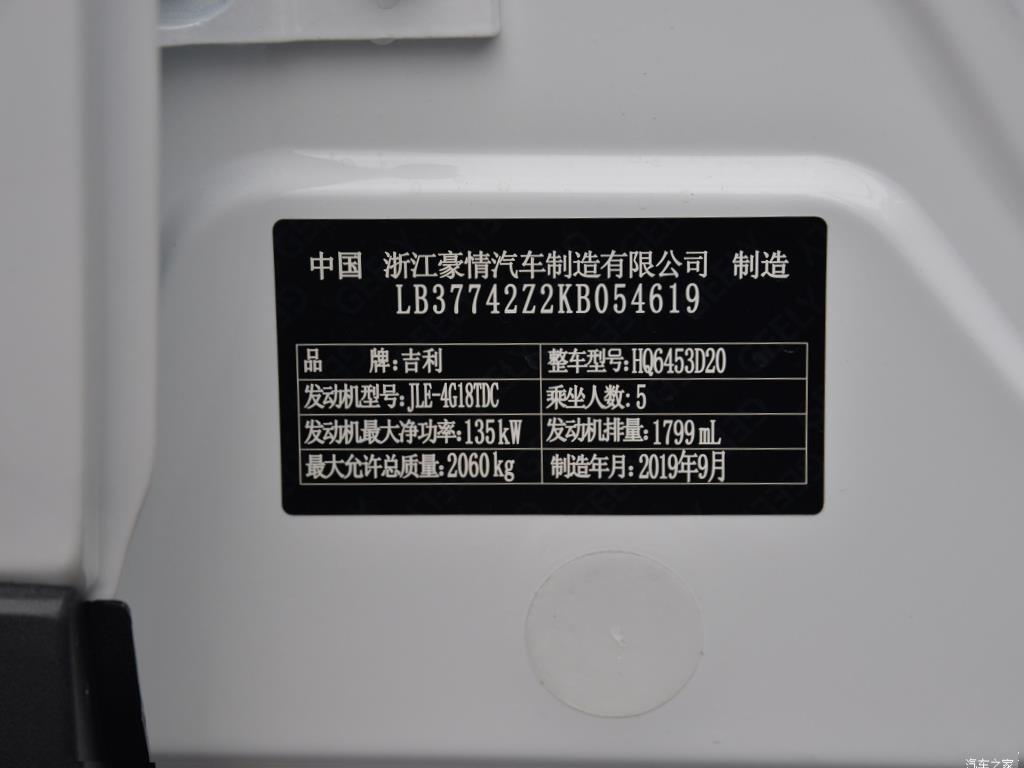 中国 浙江豪情汽车制造有限公司 制造
LB37742Z2KB054619
品 牌:吉利 整车型号:HQ6453D20
发动机型号:JLE-4G18TDC 乘坐人数:5
发动机最大净功率:135kW 发动机排量:1799mL
最大允许总质量:2060kg 制造年月:2019年9月
汽车之家